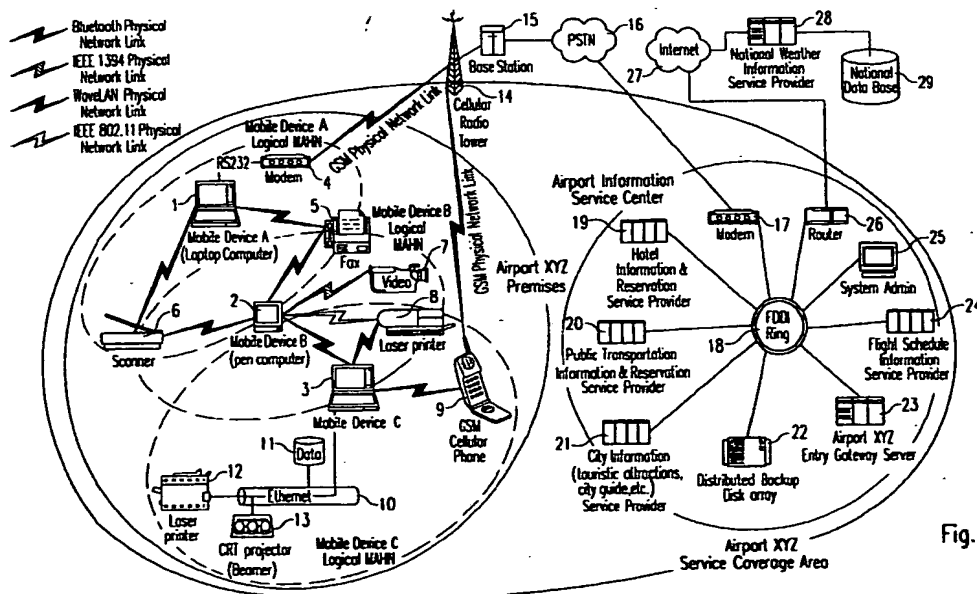 Bluetooth Physical
Network Link
IEEE 1394 Physical
Network Link
WaveLAN Physical
Network Link
IEEE 802.11 Physical
Network Link
15
Base Station
PSTN
16
Internet
27
28
National Weather
Information
Service Provider
National
Data Base
29
14
Cellular
Radio
Tower
GSM Physical Network Link
GSM Physical Network Link
Mobile Device A
Logical MAHN
RS232
Modem
4
1
Mobile Device A
(Laptop Computer)
5
Fax
Mobile Device B
Logical
MAHN
7
Video
6
Scanner
2
Mobile Device B
(pen computer)
8
Laser printer
3
Mobile Device C
9
GSM
Cellular
Phone
Airport XYZ
Premises
11
Data
12
Laser
printer
Ethernet
10
13
CRT projector
(Beamer)
Mobile Device C
Logical MAHN
Airport Information
Service Center
17
Modem
26
Router
25
System Admin
19
Hotel
Information &
Reservation
Service Provider
FDDI
Ring
18
24
Flight Schedule
Information
Service Provider
20
Public Transportation
Information & Reservation
Service Provider
23
Airport XYZ
Entry Gateway Server
21
City Information
(touristic attractions,
city guide,etc.)
Service Provider
22
Distributed Backup
Disk array
Airport XYZ
Service Coverage Area
Fig.